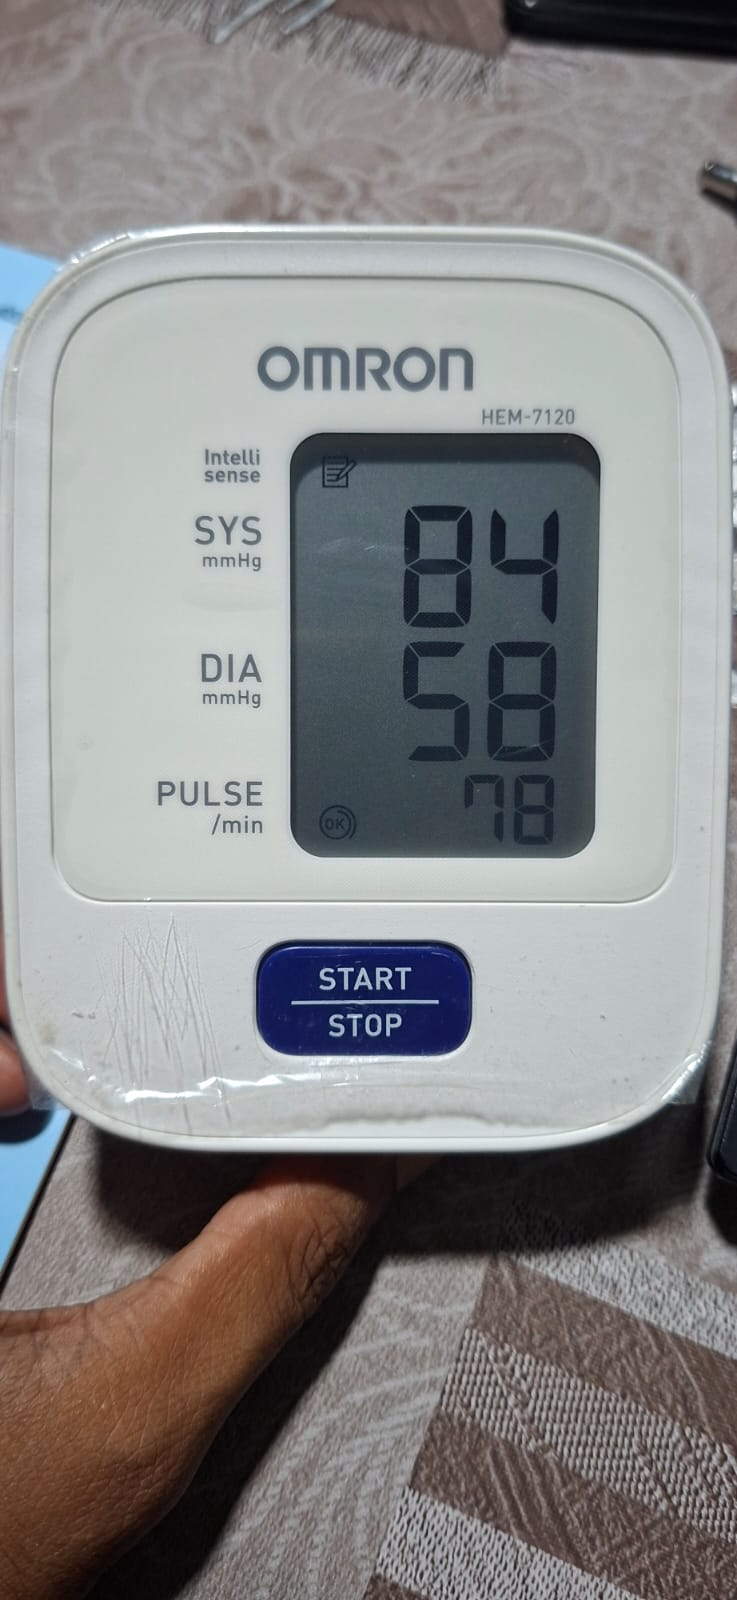 OMRON
HEM-7120
Intelli
sense
SYS
mmHg
84
DIA
mmHg
58
PULSE
/min
78
OK
START
STOP